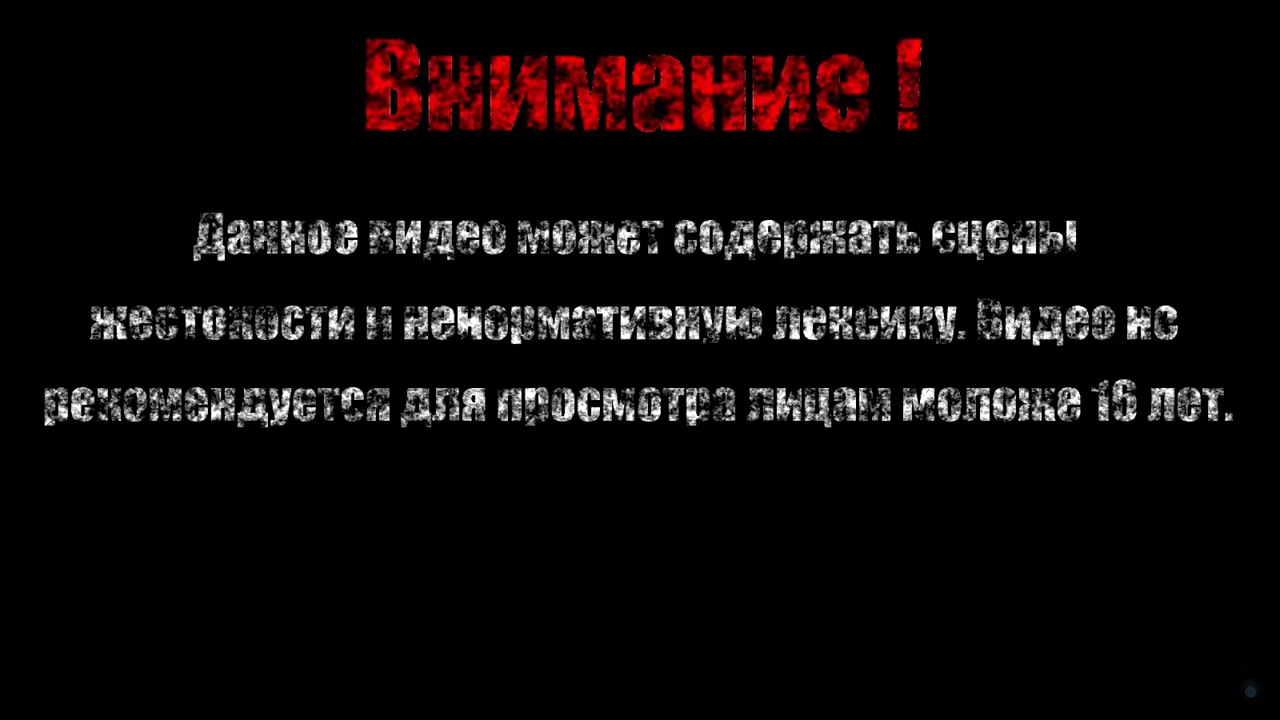 Внимание !
Данное видео может содержать сцены
жестокости и ненормативную лексику. Видео не
рекомендуется для просмотра лицам моложе 16 лет.